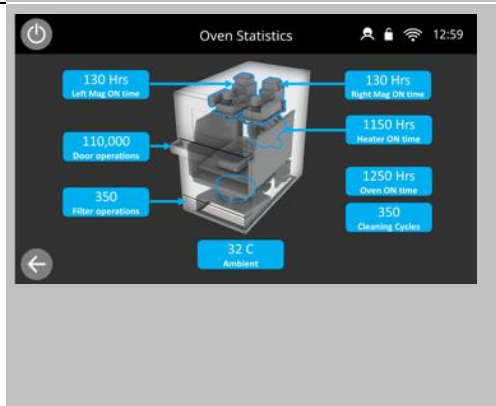 Oven Statistics
12:59
130 Hrs
Left Mag ON time
130 Hrs
Right Mag ON time
1150 Hrs
Heater ON time
110,000
Door operations
1250 Hrs
Oven ON time
350
Filter operations
350
Cleaning Cycles
32 C
Ambient